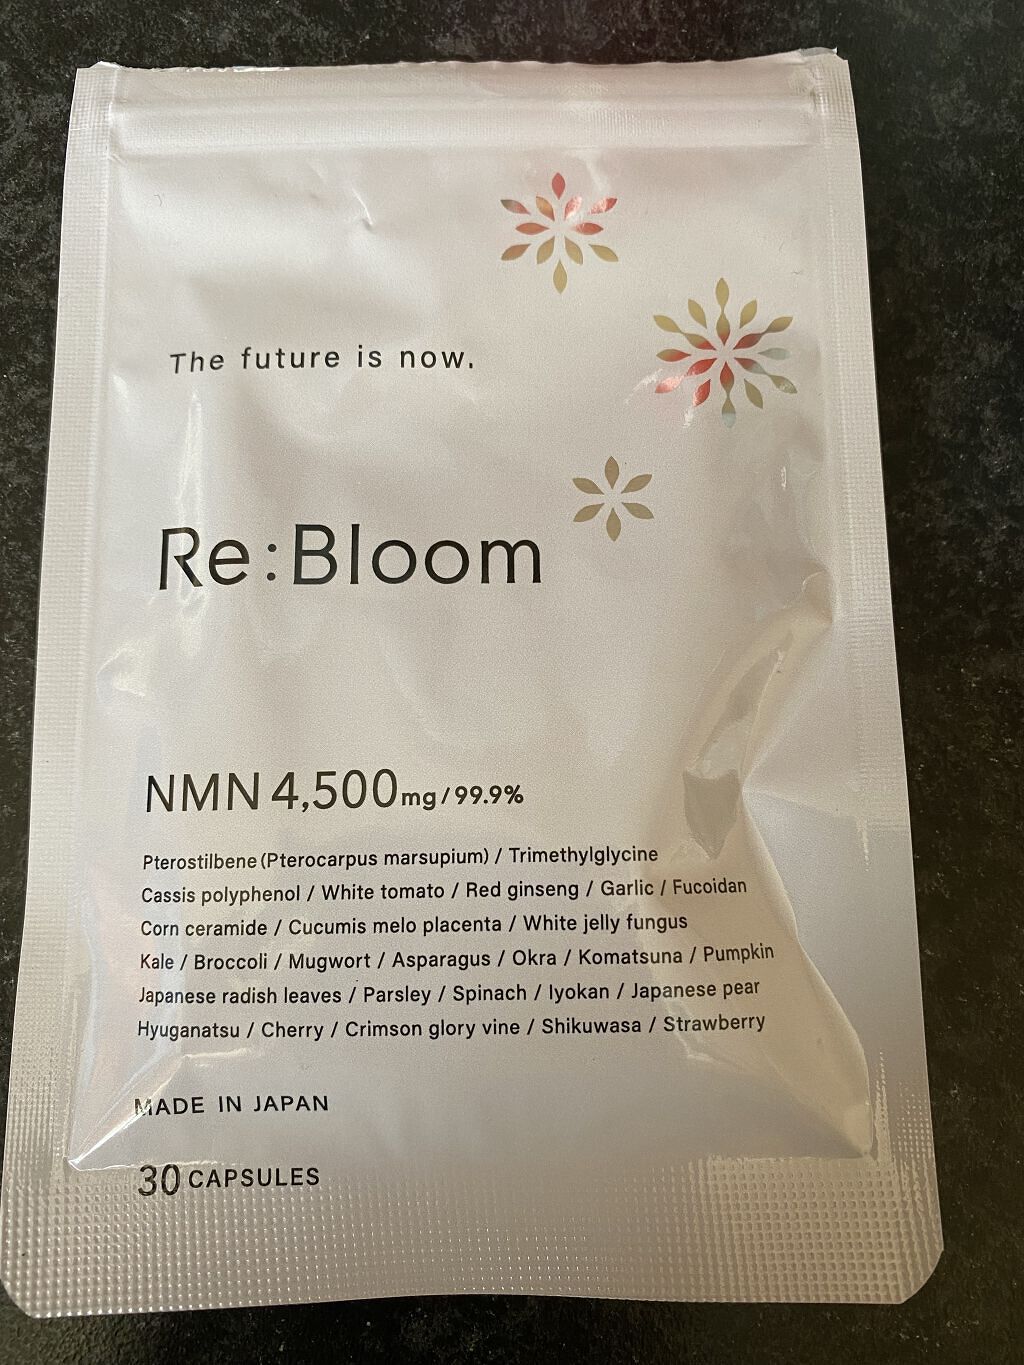 The future is now.
Re:Bloom
NMN 4,500mg/99.9%
Pterostilbene (Pterocarpus marsupium) / Trimethylglycine
Cassis polyphenol / White tomato / Red ginseng / Garlic / Fucoidan
Corn ceramide / Cucumis melo placenta / White jelly fungus
Kale / Broccoli / Mugwort / Asparagus / Okra / Komatsuna / Pumpkin
Japanese radish leaves / Parsley / Spinach / Iyokan / Japanese pear
Hyuganatsu / Cherry / Crimson glory vine / Shikuwasa / Strawberry
MADE IN JAPAN
30 CAPSULES